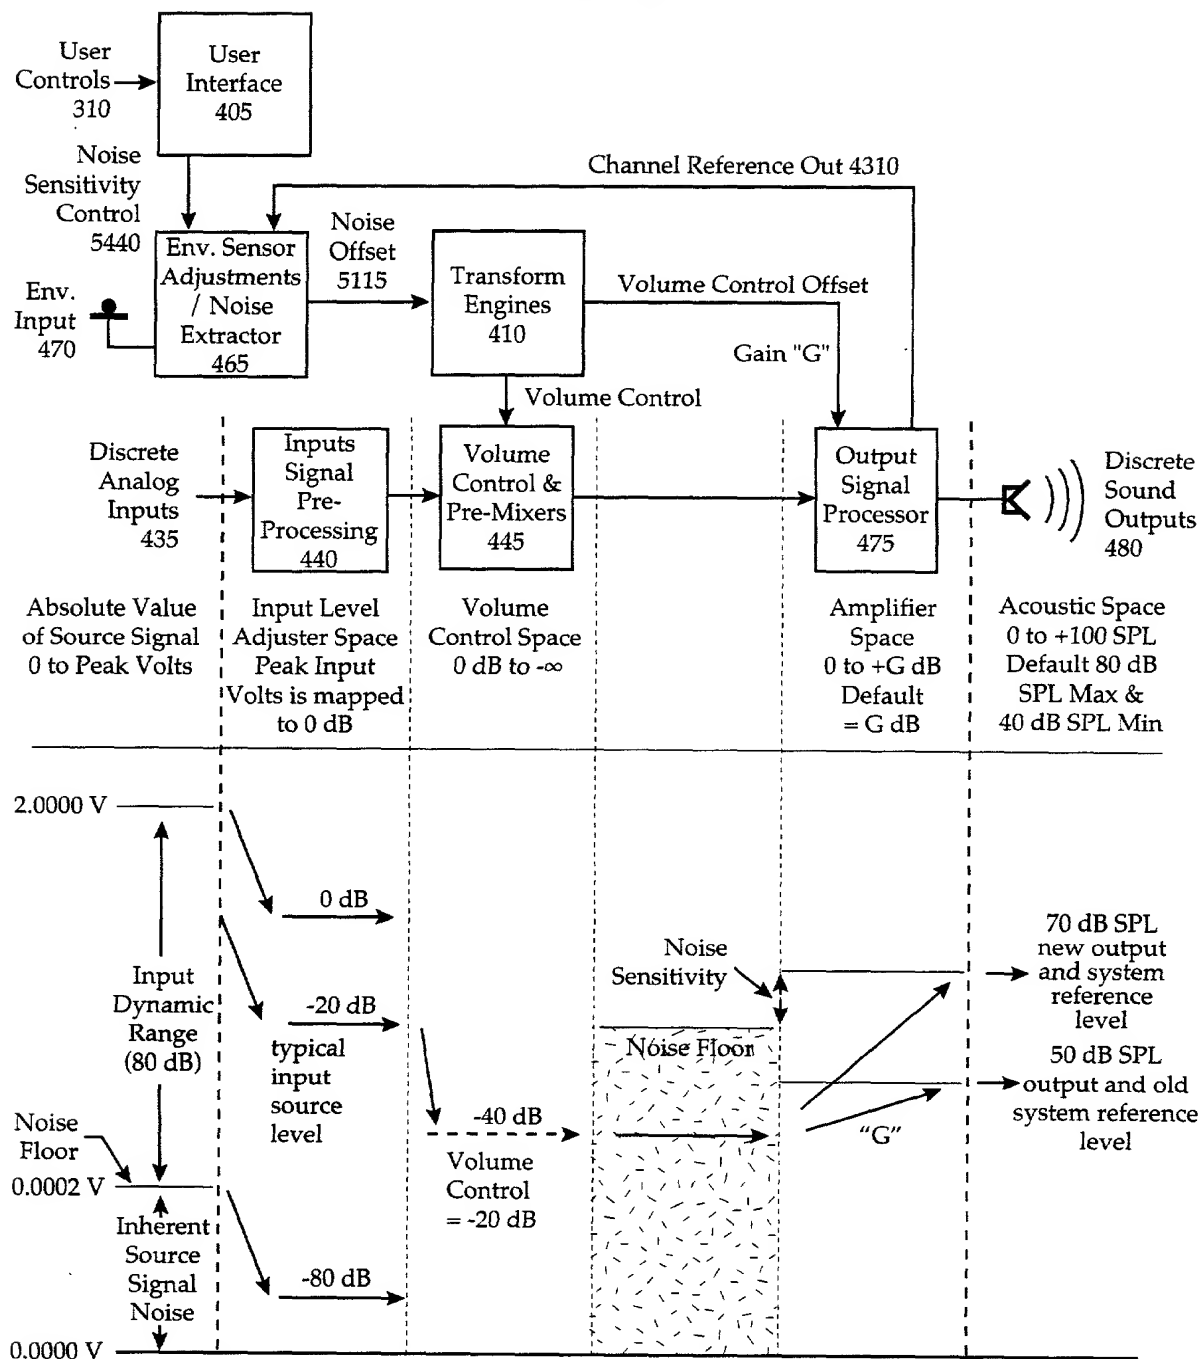 User
Controls
310
User
Interface
405
Noise
Sensitivity
Control
5440
Channel Reference Out 4310
Env. Sensor
Adjustments
/ Noise
Extractor
465
Noise
Offset
5115
Transform
Engines
410
Volume Control Offset
Env.
Input
470
Gain "G"
Volume Control
Discrete
Analog
Inputs
435
Inputs
Signal
Pre-
Processing
440
Volume
Control &
Pre-Mixers
445
Output
Signal
Processor
475
Discrete
Sound
Outputs
480
Absolute Value
of Source Signal
0 to Peak Volts
Input Level
Adjuster Space
Peak Input
Volts is mapped
to 0 dB
Volume
Control Space
0 dB to -∞
Amplifier
Space
0 to +G dB
Default
= G dB
Acoustic Space
0 to +100 SPL
Default 80 dB
SPL Max &
40 dB SPL Min
2.0000 V
0 dB
Input
Dynamic
Range
(80 dB)
-20 dB
typical
input
source
level
Noise
Sensitivity
70 dB SPL
new output
and system
reference
level
Noise Floor
50 dB SPL
output and old
system reference
level
-40 dB
Volume
Control
= -20 dB
"G"
Noise
Floor
0.0002 V
Inherent
Source
Signal
Noise
-80 dB
0.0000 V